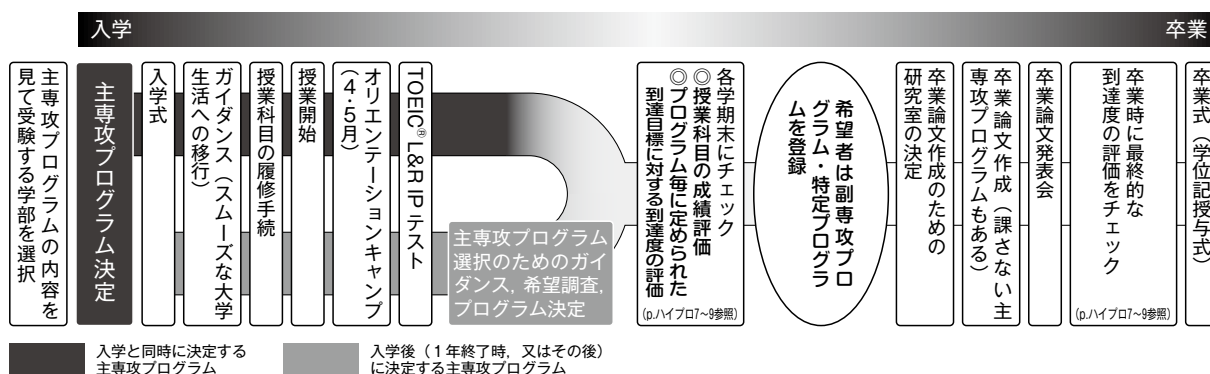 入学
卒業
主専攻プログラムの内容を
見て受験する学部を選択
主専攻プログラム決定
入学式
ガイダンス（スムーズな大学
生活への移行）
授業科目の履修手続
授業開始
オリエンテーションキャンプ
（4・5月）
TOEIC® L&R IP テスト
主専攻プログラム
選択のためのガイ
ダンス，希望調査，
プログラム決定
各学期末にチェック
◎授業科目の成績評価
◎プログラム毎に定められた
到達目標に対する到達度の評価
(p.ハイプロ7〜9参照)
希望者は副専攻プロ
グラム・特定プログラ
ムを登録
卒業論文作成のための
研究室の決定
卒業論文作成（課さない主
専攻プログラムもある）
卒業論文発表会
卒業時に最終的な
到達度の評価をチェック
(p.ハイプロ7〜9参照)
卒業式（学位記授与式）
入学と同時に決定する
主専攻プログラム
入学後（1年終了時，又はその後）
に決定する主専攻プログラム